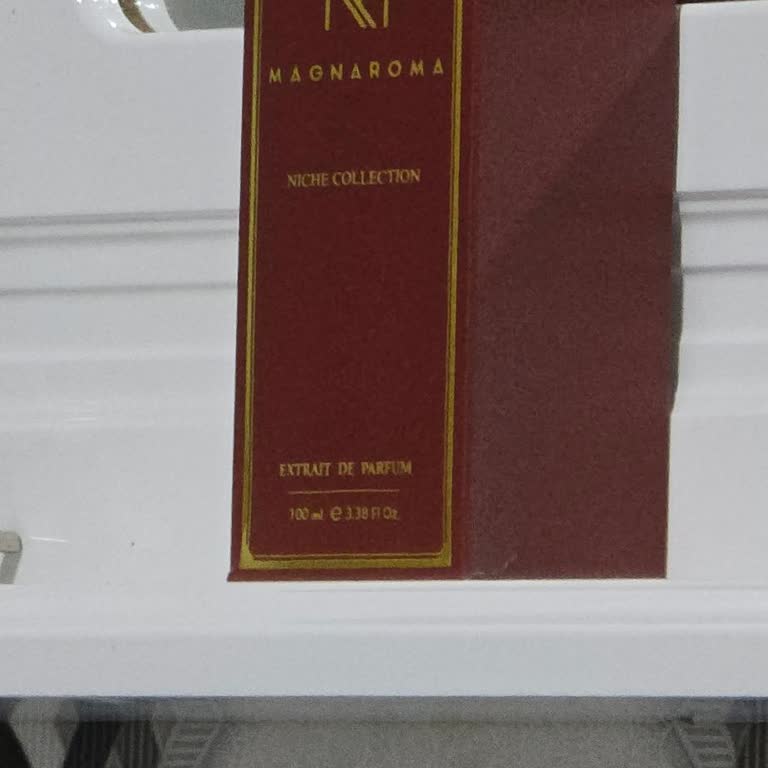 MAGNAROMA
NICHE COLLECTION
EXTRAIT DE PARFUM
100 ml e 3.38 Fl Oz.